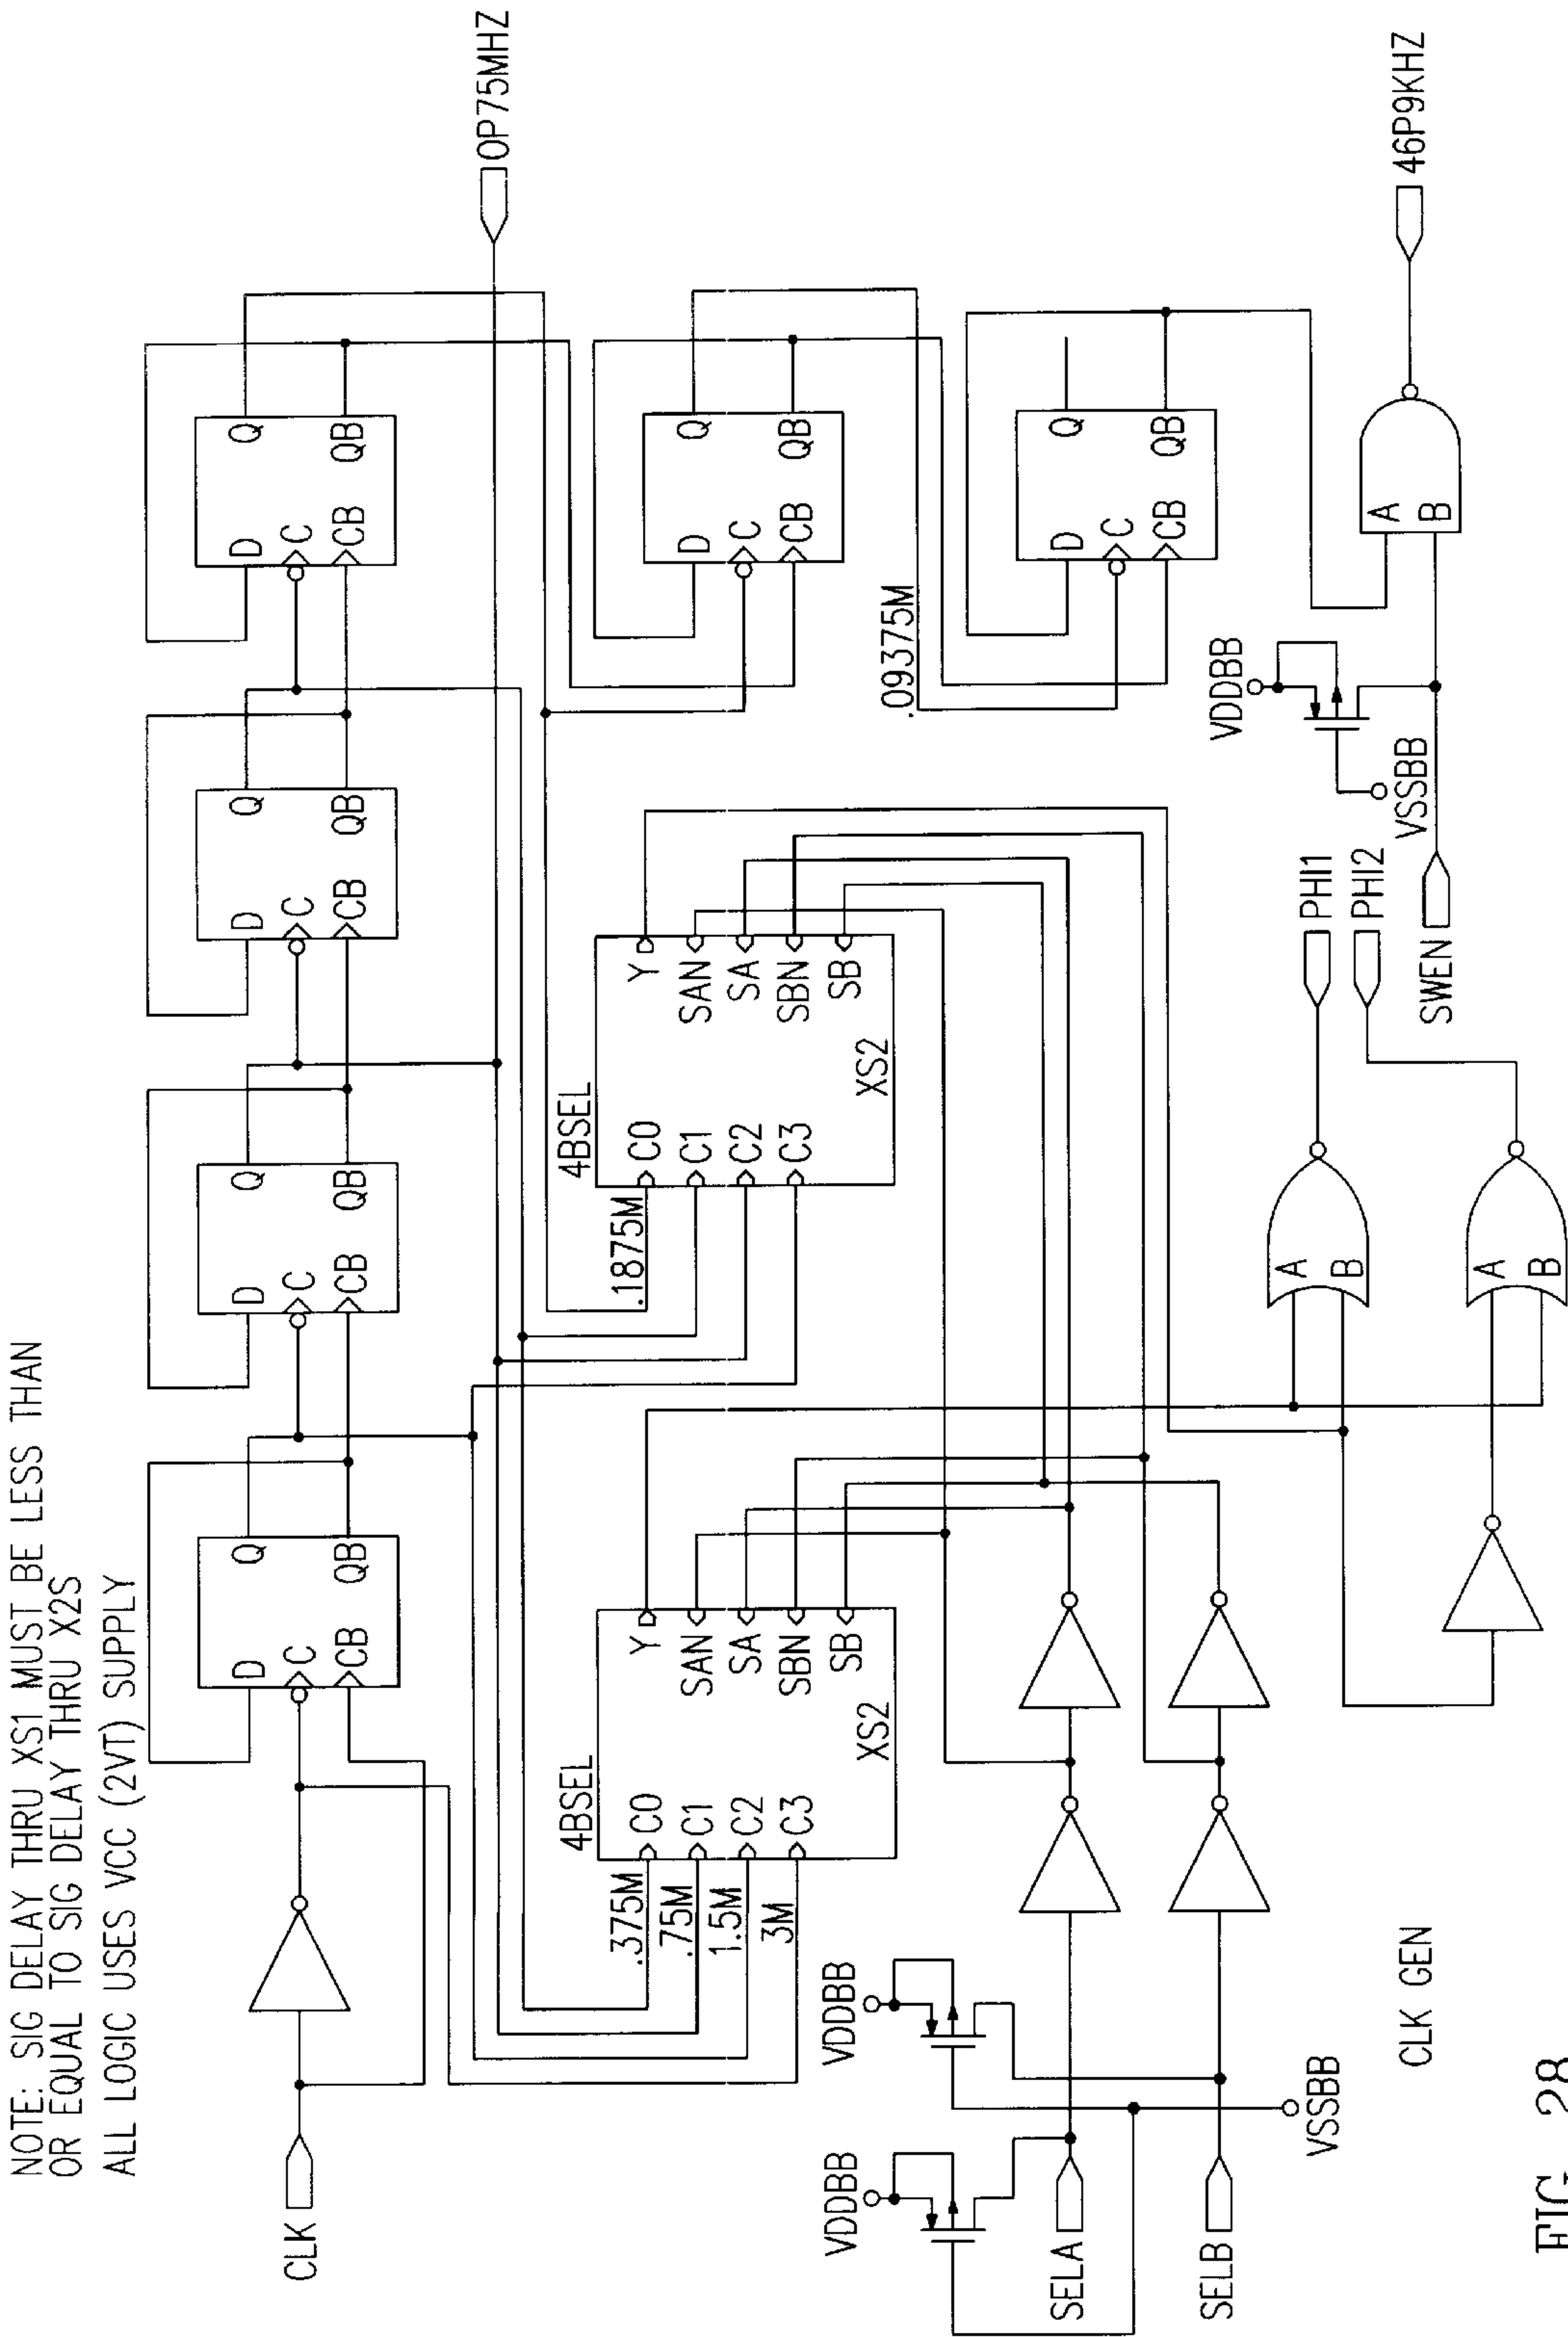 NOTE: SIG DELAY THRU XS1 MUST BE LESS THAN
OR EQUAL TO SIG DELAY THRU X2S
ALL LOGIC USES VCC (2VT) SUPPLY
CLK
D
C
CB
Q
QB
D
C
CB
Q
QB
D
C
CB
Q
QB
D
C
CB
Q
QB
0P75MHZ
4BSEL
.375M
.75M
1.5M
3M
C0
C1
C2
C3
Y
SAN
SA
SBN
SB
XS2
4BSEL
.1875M
C0
C1
C2
C3
Y
SAN
SA
SBN
SB
XS2
D
C
CB
Q
QB
.09375M
D
C
CB
Q
QB
VDDBB
VDDBB
SELA
SELB
VSSBB
A
B
PHI1
A
B
PHI2
VDDBB
VSSBB
SWEN
A
B
46P9KHZ
CLK GEN
FIG. 28